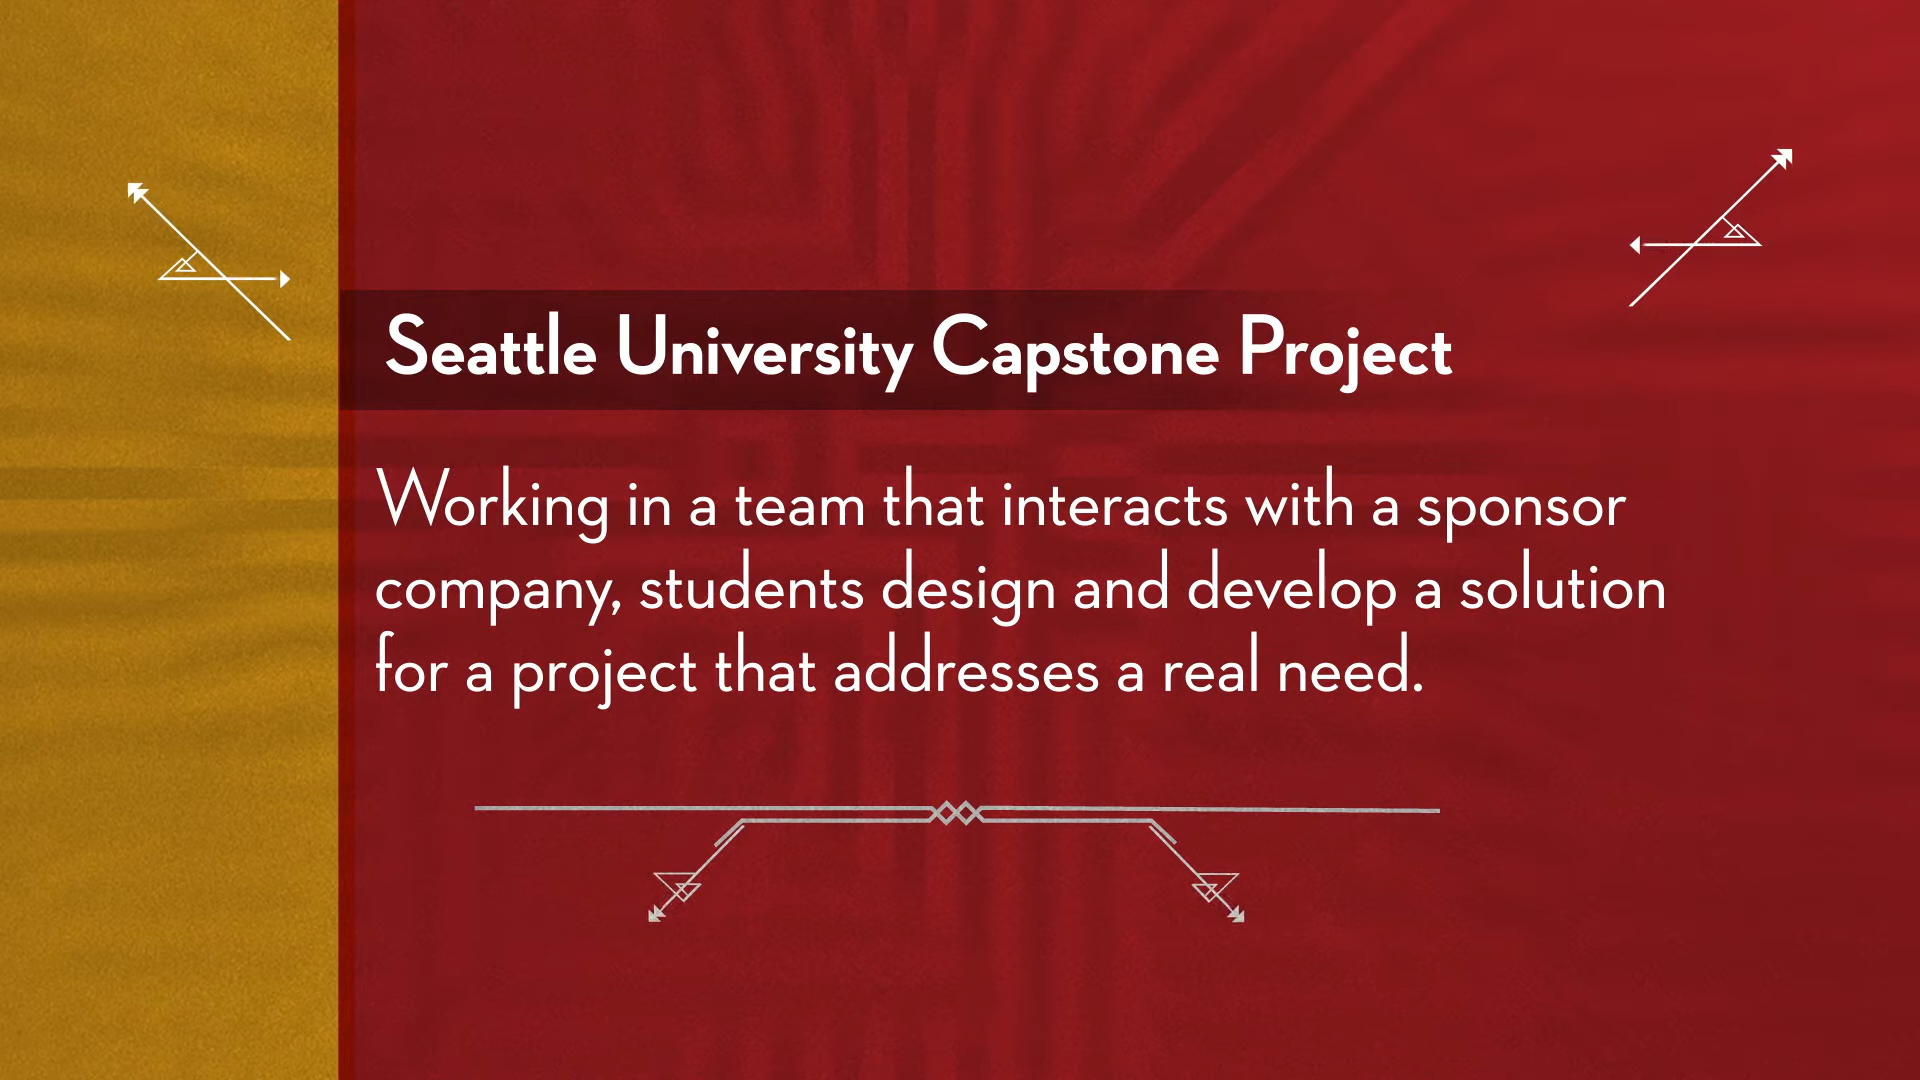 Seattle University Capstone Project
Working in a team that interacts with a sponsor
company, students design and develop a solution
for a project that addresses a real need.